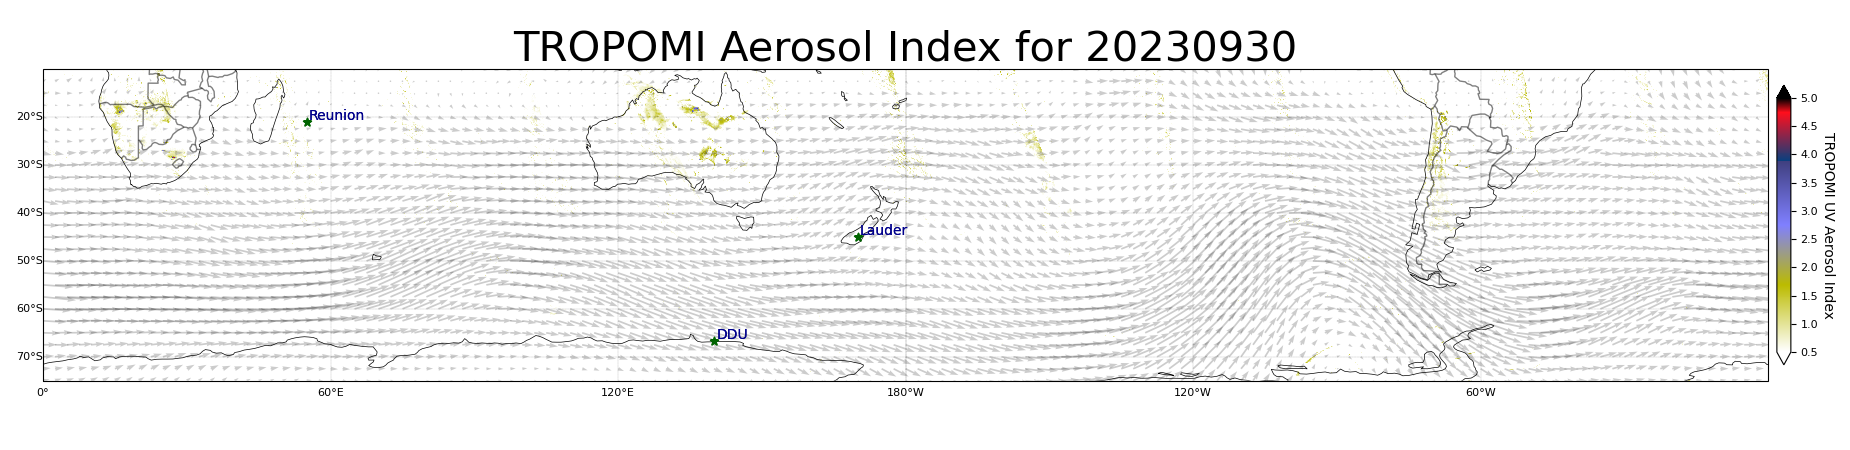 TROPOMI Aerosol Index for 20230930
Reunion
Lauder
DDU
20°S
30°S
40°S
50°S
60°S
70°S
0°
60°E
120°E
180°W
120°W
60°W
5.0
4.5
4.0
3.5
3.0
2.5
2.0
1.5
1.0
0.5
TROPOMI UV Aerosol Index